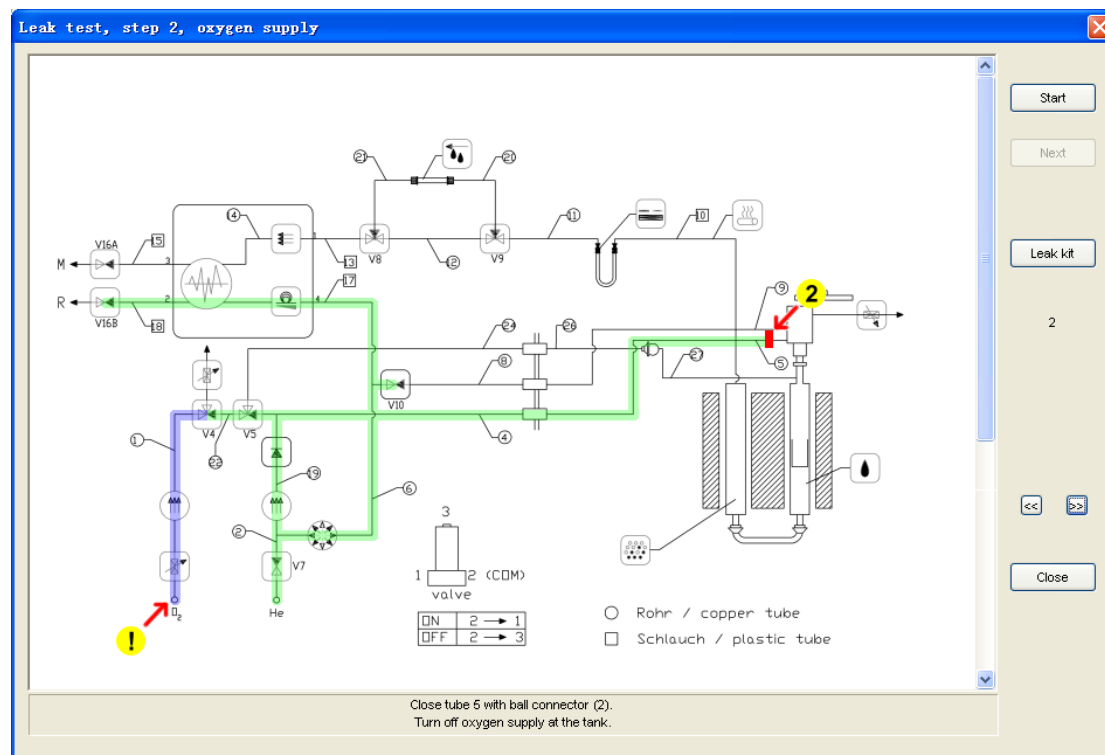 Leak test, step 2, oxygen supply
Start
Next
21
20
14
15
11
10
V16A
M
3
1
13
V8
12
V9
Leak kit
17
2
9
R
2
4
V16B
18
24
26
2
8
5
27
V10
1
V4
V5
22
4
19
6
2
3
V7
1
2 (COM)
valve
O2
He
!
ON 2 → 1
OFF 2 → 3
Rohr / copper tube
Schlauch / plastic tube
<<
>>
Close
Close tube 5 with ball connector (2).
Turn off oxygen supply at the tank.